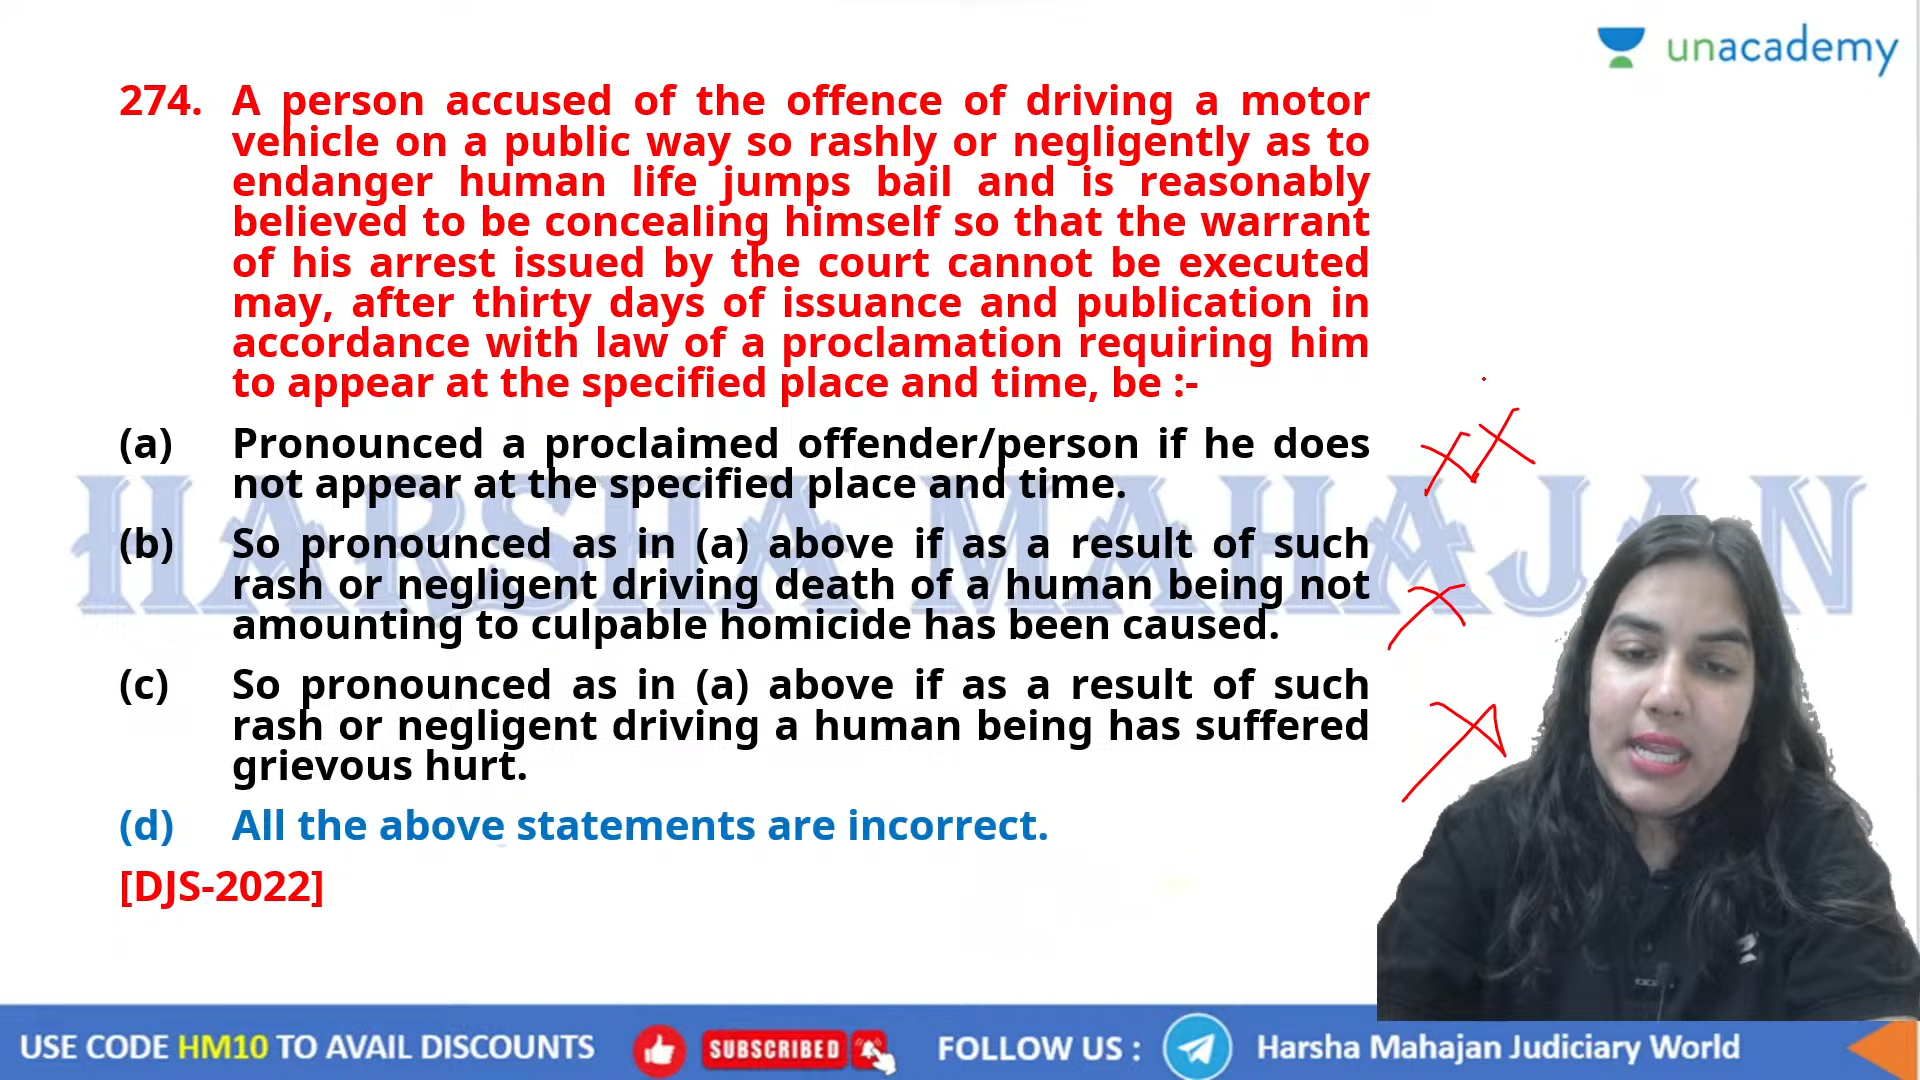 unacademy
274. A person accused of the offence of driving a motor
vehicle on a public way so rashly or negligently as to
endanger human life jumps bail and is reasonably
believed to be concealing himself so that the warrant
of his arrest issued by the court cannot be executed
may, after thirty days of issuance and publication in
accordance with law of a proclamation requiring him
to appear at the specified place and time, be :-
(a) Pronounced a proclaimed offender/person if he does
not appear at the specified place and time.
HARSHA MAHAJAN
(b) So pronounced as in (a) above if as a result of such
rash or negligent driving death of a human being not
amounting to culpable homicide has been caused.
(c) So pronounced as in (a) above if as a result of such
rash or negligent driving a human being has suffered
grievous hurt.
(d) All the above statements are incorrect.
[DJS-2022]
USE CODE HM10 TO AVAIL DISCOUNTS SUBSCRIBED FOLLOW US : Harsha Mahajan Judiciary World